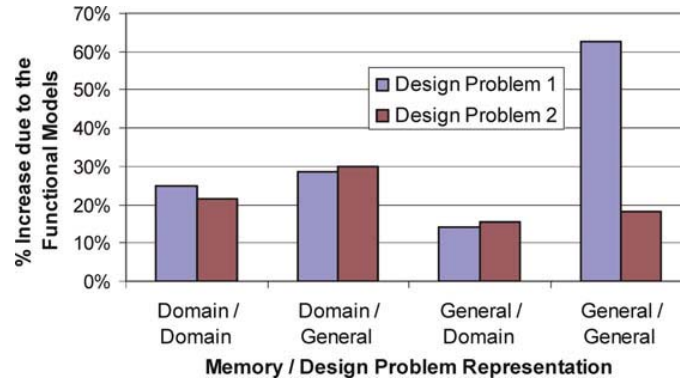 70%
60%
50%
40%
30%
20%
10%
0%
% Increase due to the
Functional Models
Design Problem 1
Design Problem 2
Domain /
Domain
Domain /
General
General /
Domain
General /
General
Memory / Design Problem Representation